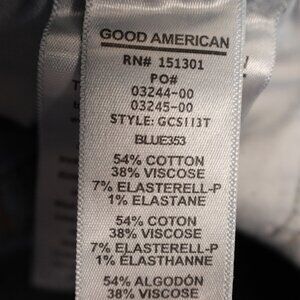 GOOD AMERICAN
RN# 151301
PO#
03244-00
03245-00
STYLE: GCS113T
BLUE353
54% COTTON
38% VISCOSE
7% ELASTERELL-P
1% ELASTANE
54% COTON
38% VISCOSE
7% ELASTERELL-P
1% ÉLASTHANNE
54% ALGODÓN
38% VISCOSE